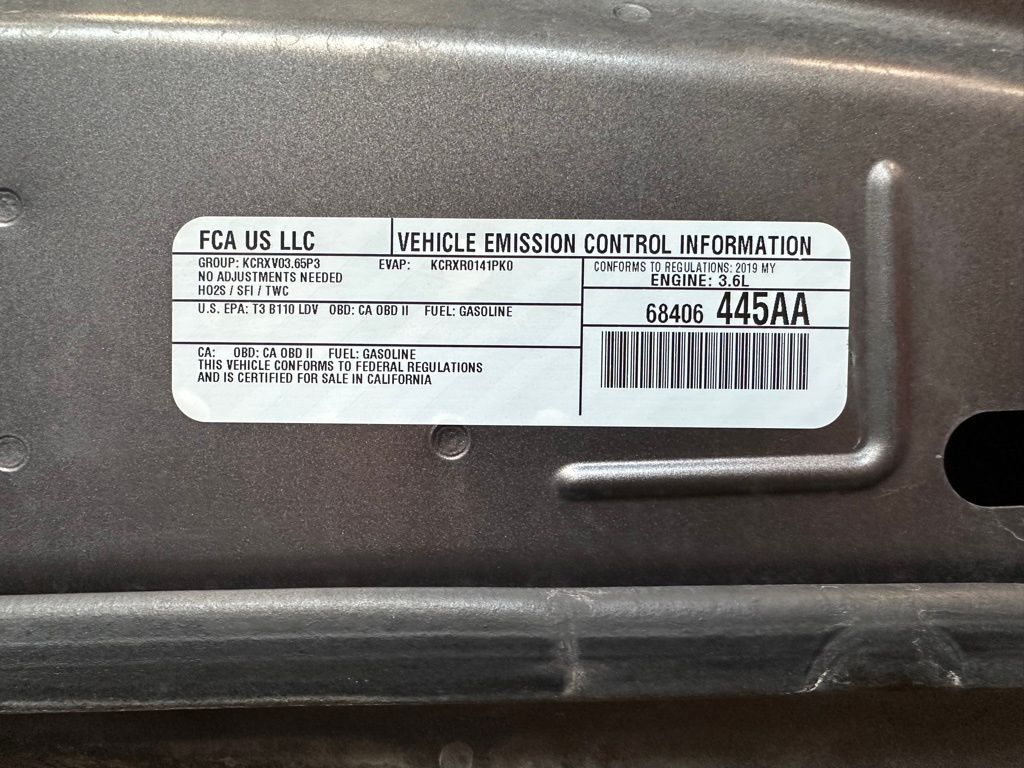 FCA US LLC
VEHICLE EMISSION CONTROL INFORMATION
GROUP: KCRXV03.65P3 EVAP: KCRXR0141PK0
NO ADJUSTMENTS NEEDED
HO2S / SFI / TWC
U.S. EPA: T3 B110 LDV OBD: CA OBD II FUEL: GASOLINE
CA: OBD: CA OBD II FUEL: GASOLINE
THIS VEHICLE CONFORMS TO FEDERAL REGULATIONS
AND IS CERTIFIED FOR SALE IN CALIFORNIA
CONFORMS TO REGULATIONS: 2019 MY
ENGINE: 3.6L
68406 445AA